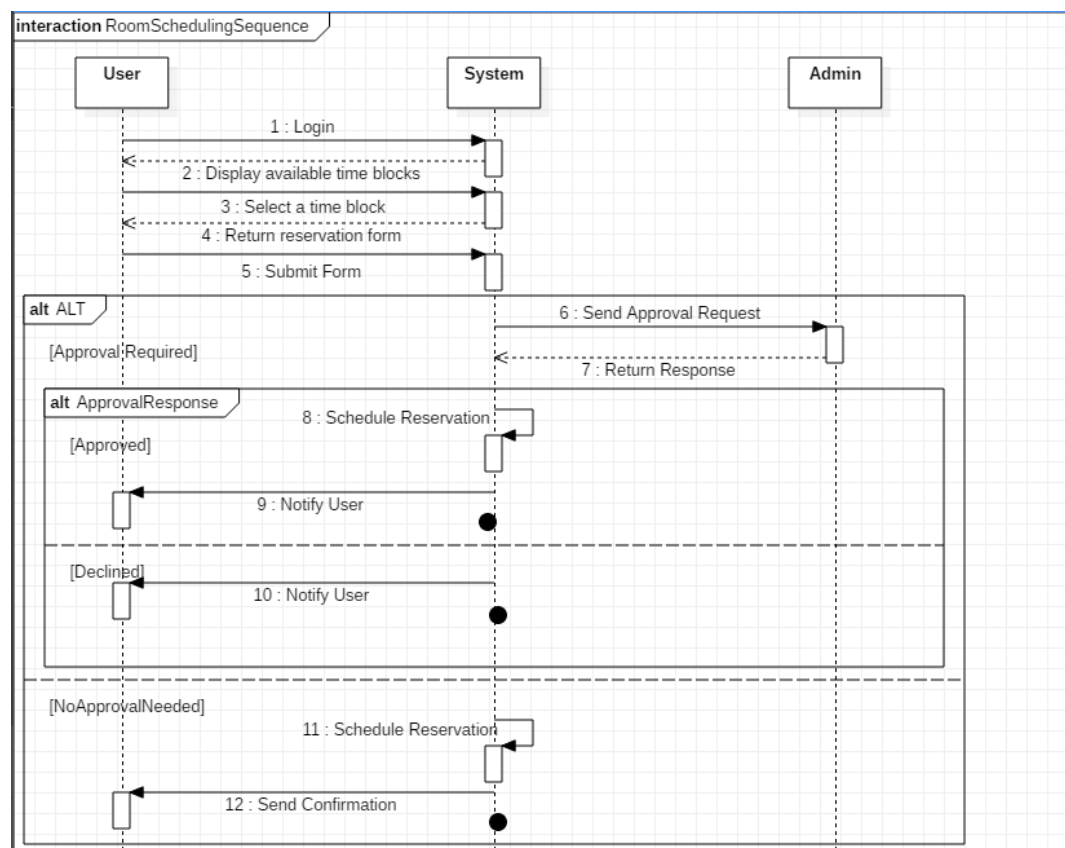 interaction RoomSchedulingSequence
User
System
Admin
1 : Login
2 : Display available time blocks
3 : Select a time block
4 : Return reservation form
5 : Submit Form
alt ALT
6 : Send Approval Request
[Approval Required]
7 : Return Response
alt ApprovalResponse
8 : Schedule Reservation
[Approved]
9 : Notify User
[Declined]
10 : Notify User
[NoApprovalNeeded]
11 : Schedule Reservation
12 : Send Confirmation